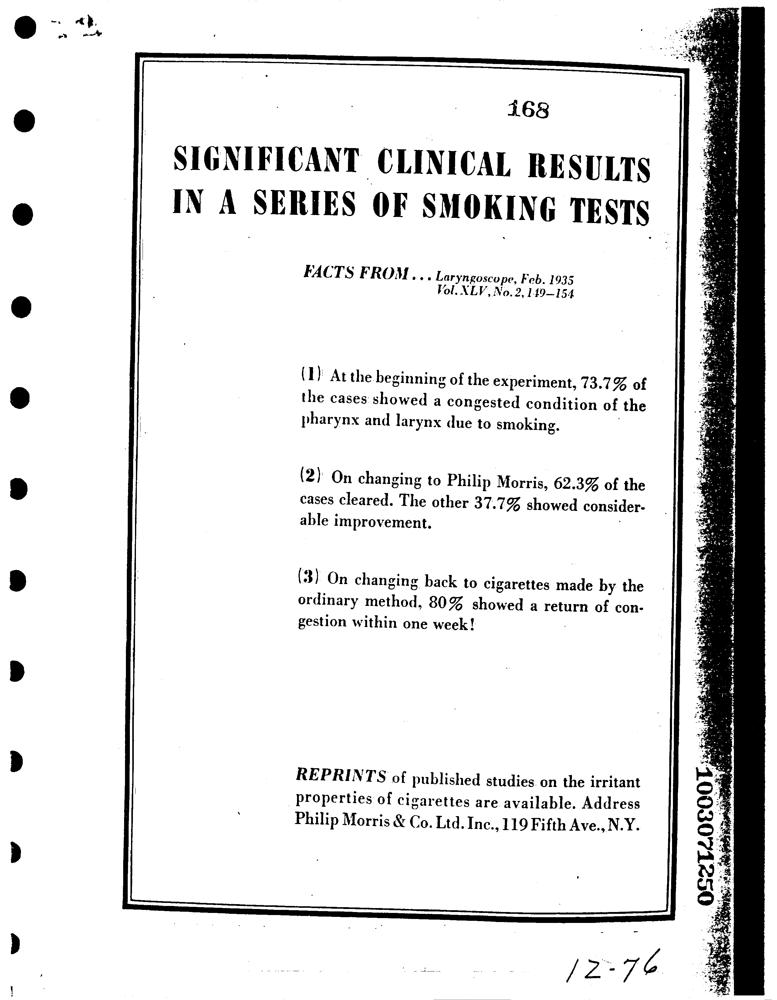 168
SIGNIFICANT CLINICAL RESULTS
IN A SERIES OF SMOKING TESTS
FACTS FROM ... Laryngoscope, Feb. 1935
Vol. XLV, No. 2, 149–154
(1) At the beginning of the experiment, 73.7% of
the cases showed a congested condition of the
pharynx and larynx due to smoking.
(2) On changing to Philip Morris, 62.3% of the
cases cleared. The other 37.7% showed consider-
able improvement.
(3) On changing back to cigarettes made by the
ordinary method, 80% showed a return of con-
gestion within one week!
REPRINTS of published studies on the irritant
properties of cigarettes are available. Address
Philip Morris & Co. Ltd. Inc., 119 Fifth Ave., N.Y.
1003071250
12-76